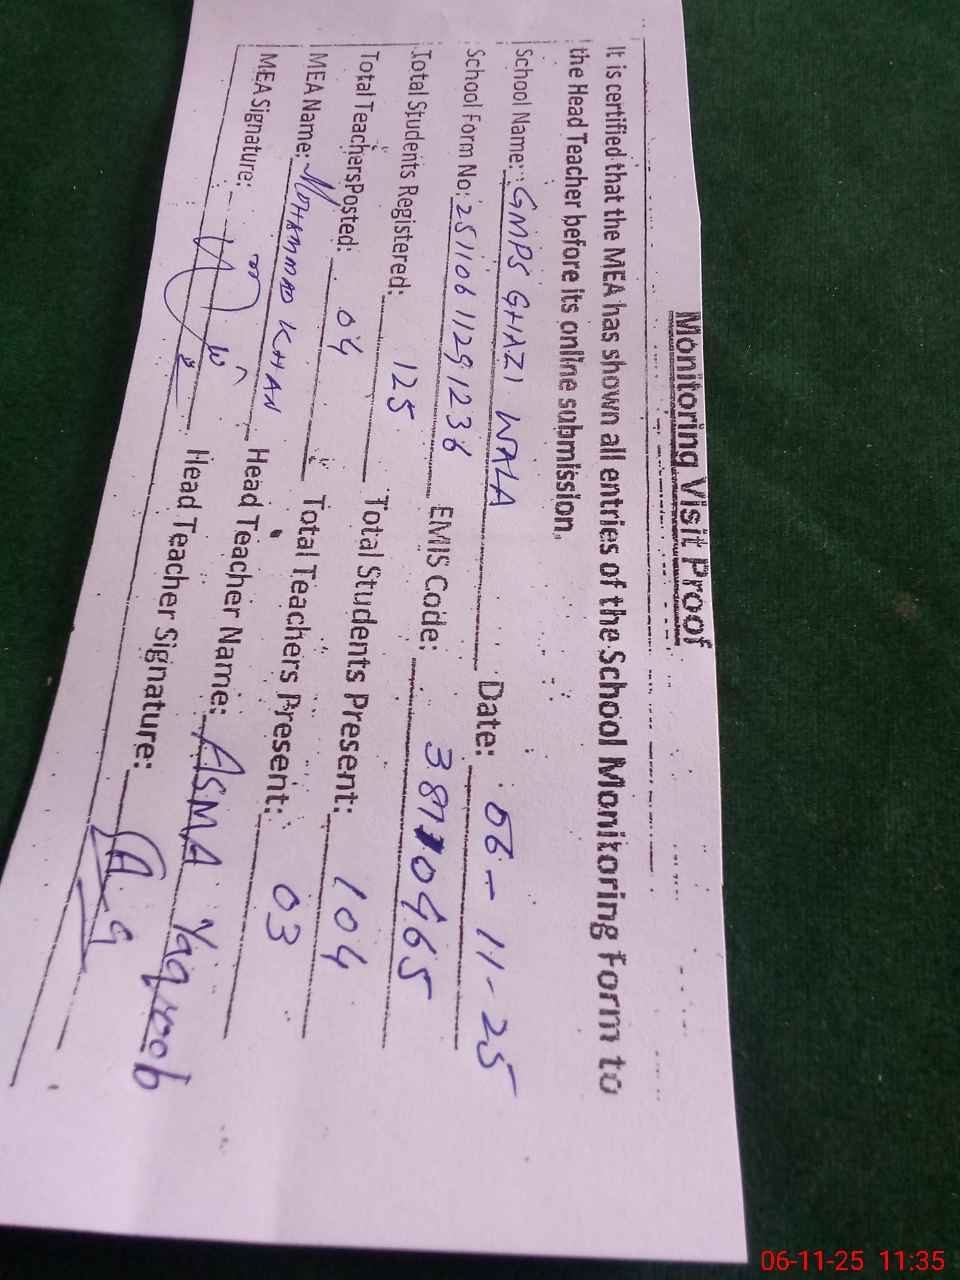 Monitoring Visit Proof
It is certified that the MEA has shown all entries of the School Monitoring Form to
the Head Teacher before its online submission.
School Name: GMPS GHAZI WALA Date: 06-11-25
School Form No: 251106 1129 1236 EMIS Code: 38710465
Total Students Registered: 125 Total Students Present: 104
Total Teachers Posted: 04 Total Teachers Present: 03
MEA Name: MOHAMMAD KHAN Head Teacher Name: ASMA Yaqoob
MEA Signature: Head Teacher Signature:
06-11-25 11:35